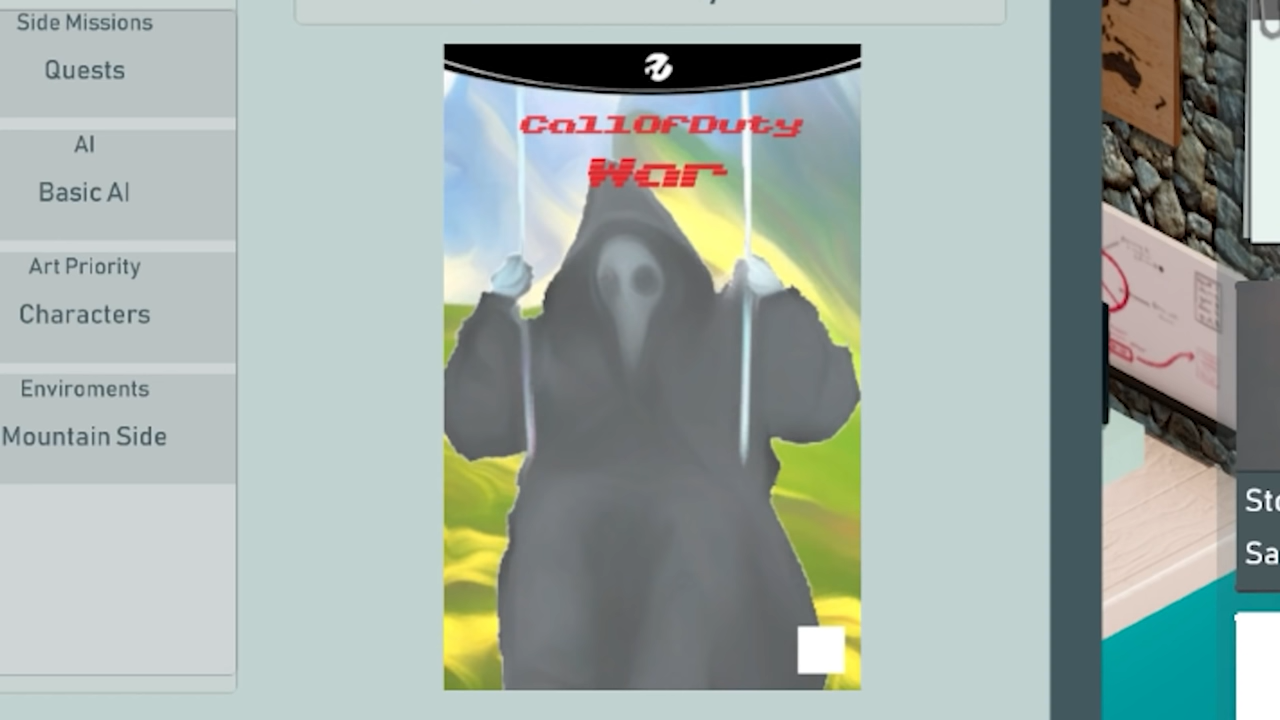 Side Missions
Quests
AI
Basic AI
Art Priority
Characters
Enviroments
Mountain Side
CallOfDuty
War